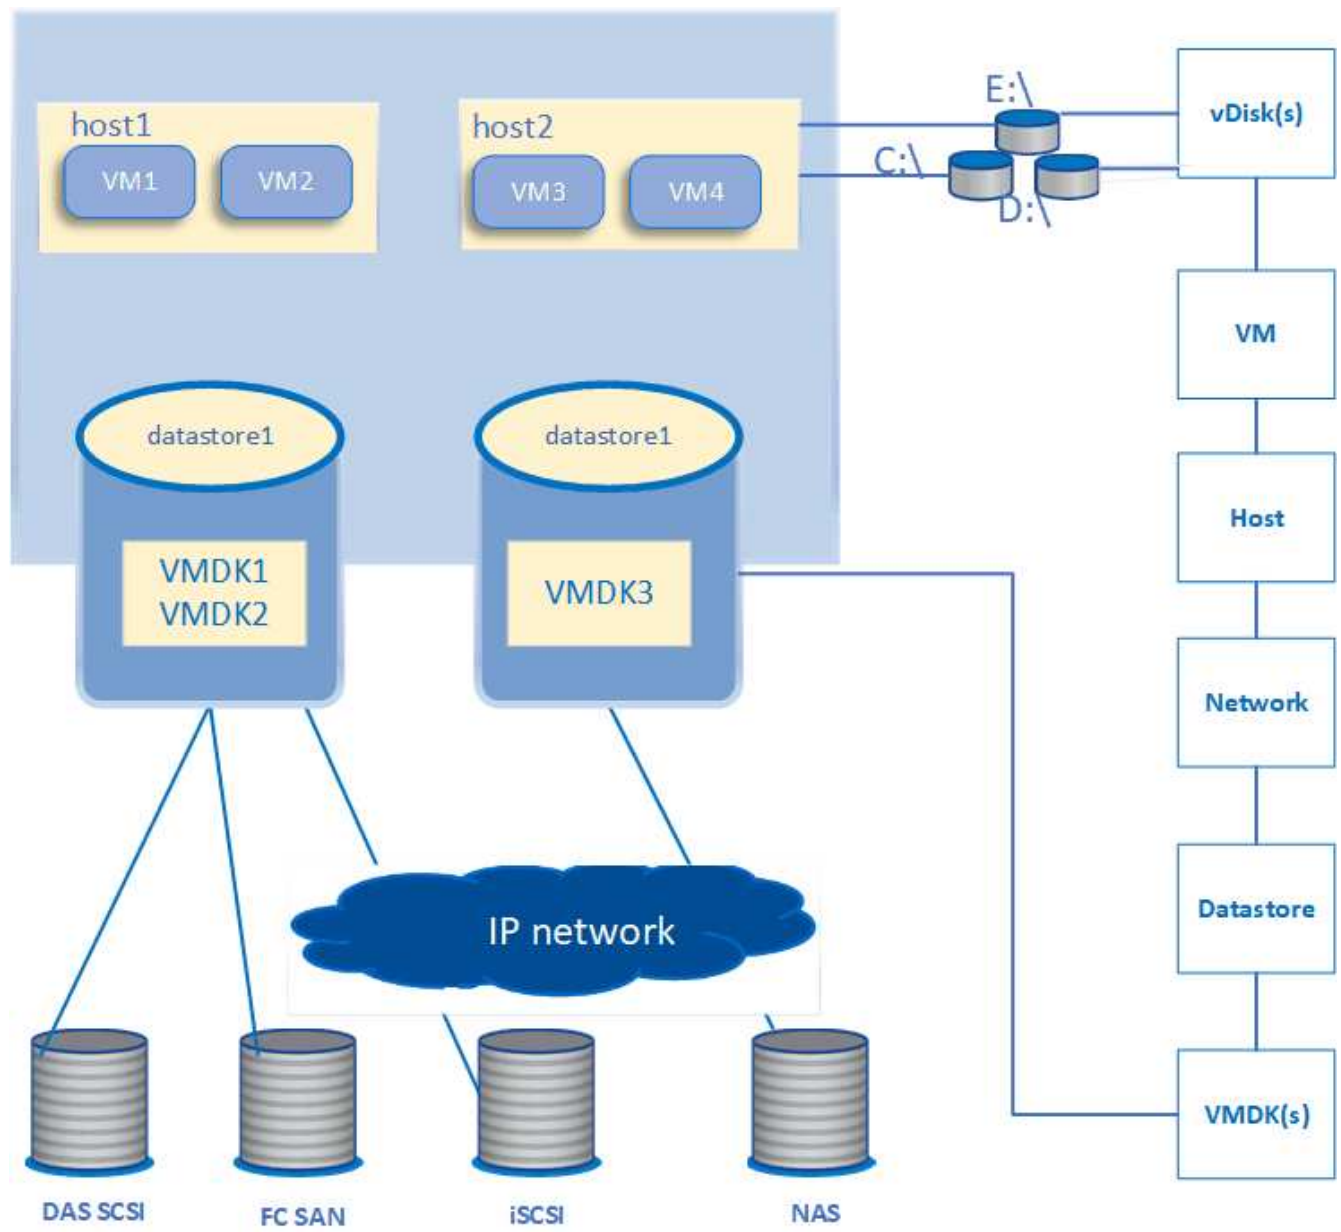 host1
VM1
VM2
host2
VM3
VM4
E:\
C:\
D:\
vDisk(s)
VM
Host
Network
Datastore
VMDK(s)
datastore1
VMDK1
VMDK2
datastore1
VMDK3
IP network
DAS SCSI
FC SAN
iSCSI
NAS